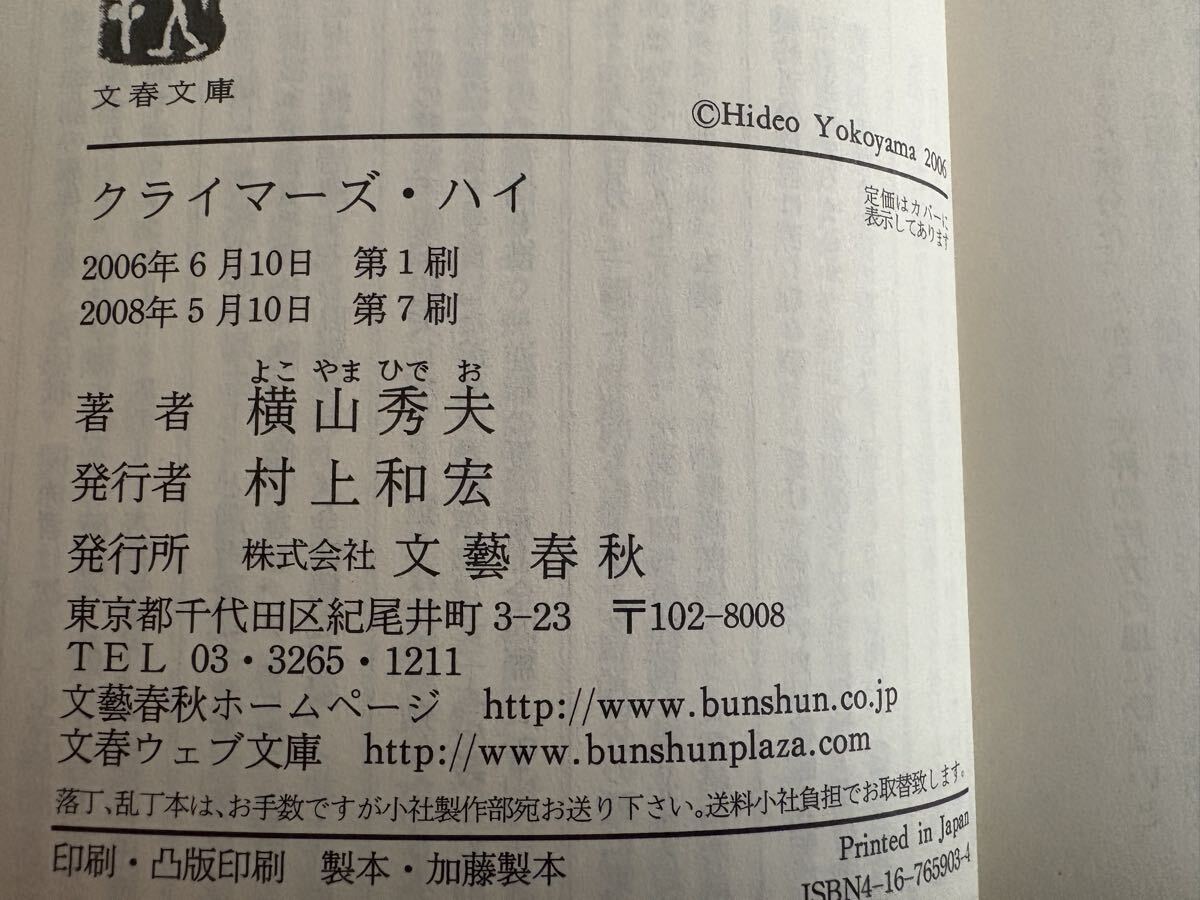 文春文庫
©Hideo Yokoyama 2006
クライマーズ・ハイ
定価はカバーに
表示してあります
2006年6月10日 第1刷
2008年5月10日 第7刷
よこ やま ひで お
著 者 横山秀夫
発行者 村上和宏
発行所 株式会社 文藝春秋
東京都千代田区紀尾井町3-23 〒102-8008
TEL 03・3265・1211
文藝春秋ホームページ http://www.bunshun.co.jp
文春ウェブ文庫 http://www.bunshunplaza.com
落丁、乱丁本は、お手数ですが小社製作部宛お送り下さい。送料小社負担でお取替致します。
印刷・凸版印刷 製本・加藤製本
Printed in Japan
ISBN4-16-765903-4